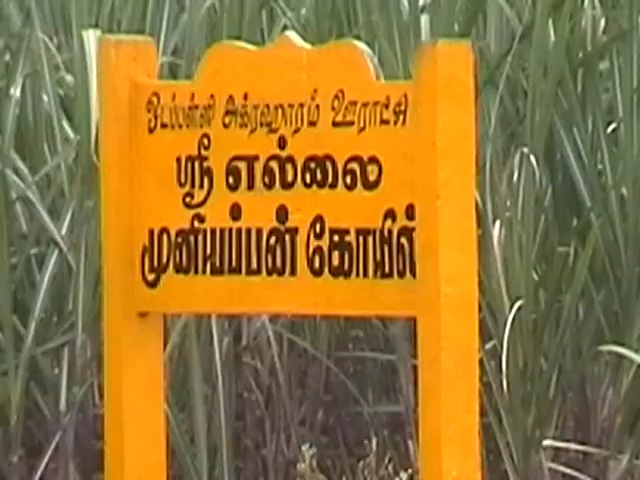 ஓடப்பள்ளி அக்ரஹாரம் ஊராட்சி
ஸ்ரீ எல்லை
முனியப்பன் கோயில்